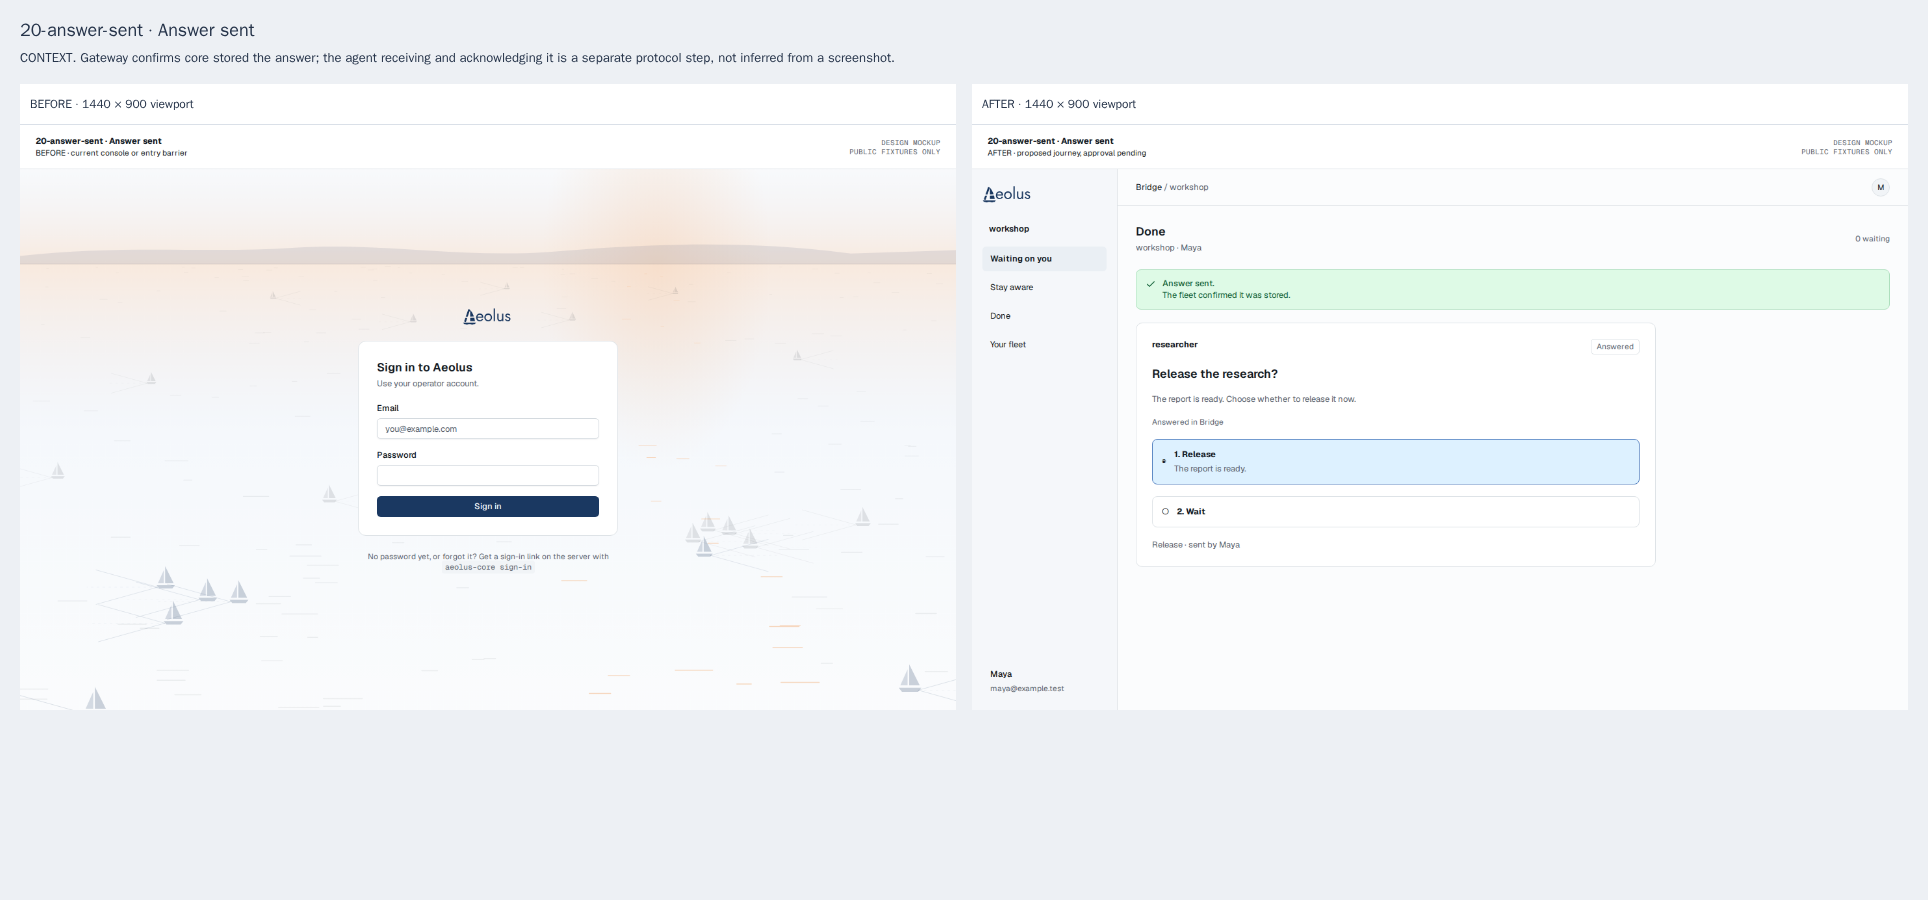 20-answer-sent · Answer sent
CONTEXT. Gateway confirms core stored the answer; the agent receiving and acknowledging it is a separate protocol step, not inferred from a screenshot.
BEFORE · 1440 × 900 viewport
20-answer-sent · Answer sent
BEFORE · current console or entry barrier
DESIGN MOCKUP
PUBLIC FIXTURES ONLY
Aeolus
Sign in to Aeolus
Use your operator account.
Email
you@example.com
Password
Sign in
No password yet, or forgot it? Get a sign-in link on the server with
aeolus-core sign-in
AFTER · 1440 × 900 viewport
20-answer-sent · Answer sent
AFTER · proposed journey, approval pending
DESIGN MOCKUP
PUBLIC FIXTURES ONLY
Aeolus
workshop
Waiting on you
Stay aware
Done
Your fleet
Maya
maya@example.test
Bridge / workshop
M
Done
workshop · Maya
0 waiting
Answer sent.
The fleet confirmed it was stored.
researcher
Answered
Release the research?
The report is ready. Choose whether to release it now.
Answered in Bridge
1. Release
The report is ready.
2. Wait
Release · sent by Maya